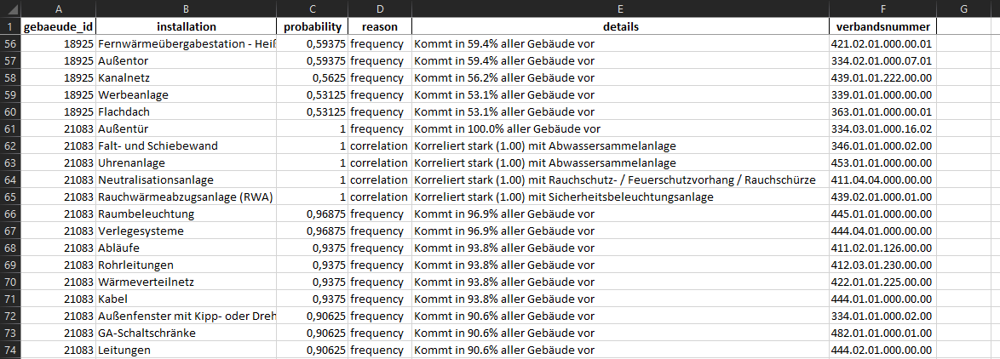 A B C D E F G
1 gebaeude_id installation probability reason details verbandsnummer
56 18925 Fernwärmeübergabestation - Heiß 0,59375 frequency Kommt in 59.4% aller Gebäude vor 421.02.01.000.00.01
57 18925 Außentor 0,59375 frequency Kommt in 59.4% aller Gebäude vor 334.02.01.000.07.01
58 18925 Kanalnetz 0,5625 frequency Kommt in 56.2% aller Gebäude vor 439.01.01.222.00.00
59 18925 Werbeanlage 0,53125 frequency Kommt in 53.1% aller Gebäude vor 339.01.01.000.00.00
60 18925 Flachdach 0,53125 frequency Kommt in 53.1% aller Gebäude vor 363.01.01.000.00.01
61 21083 Außentür 1 frequency Kommt in 100.0% aller Gebäude vor 334.03.01.000.16.02
62 21083 Falt- und Schiebewand 1 correlation Korreliert stark (1.00) mit Abwassersammelanlage 346.01.01.000.02.00
63 21083 Uhrenanlage 1 correlation Korreliert stark (1.00) mit Abwassersammelanlage 453.01.01.000.00.00
64 21083 Neutralisationsanlage 1 correlation Korreliert stark (1.00) mit Rauchschutz- / Feuerschutzvorhang / Rauchschürze 411.04.04.000.00.00
65 21083 Rauchwärmeabzugsanlage (RWA) 1 correlation Korreliert stark (1.00) mit Sicherheitsbeleuchtungsanlage 439.02.01.000.01.00
66 21083 Raumbeleuchtung 0,96875 frequency Kommt in 96.9% aller Gebäude vor 445.01.01.000.00.00
67 21083 Verlegesysteme 0,96875 frequency Kommt in 96.9% aller Gebäude vor 444.04.01.000.00.00
68 21083 Abläufe 0,9375 frequency Kommt in 93.8% aller Gebäude vor 411.02.01.126.00.00
69 21083 Rohrleitungen 0,9375 frequency Kommt in 93.8% aller Gebäude vor 412.03.01.230.00.00
70 21083 Wärmeverteilnetz 0,9375 frequency Kommt in 93.8% aller Gebäude vor 422.01.01.225.00.00
71 21083 Kabel 0,9375 frequency Kommt in 93.8% aller Gebäude vor 444.01.01.000.00.00
72 21083 Außenfenster mit Kipp- oder Dreh 0,90625 frequency Kommt in 90.6% aller Gebäude vor 334.01.01.000.02.00
73 21083 GA-Schaltschränke 0,90625 frequency Kommt in 90.6% aller Gebäude vor 482.01.01.000.01.00
74 21083 Leitungen 0,90625 frequency Kommt in 90.6% aller Gebäude vor 444.02.01.000.00.00